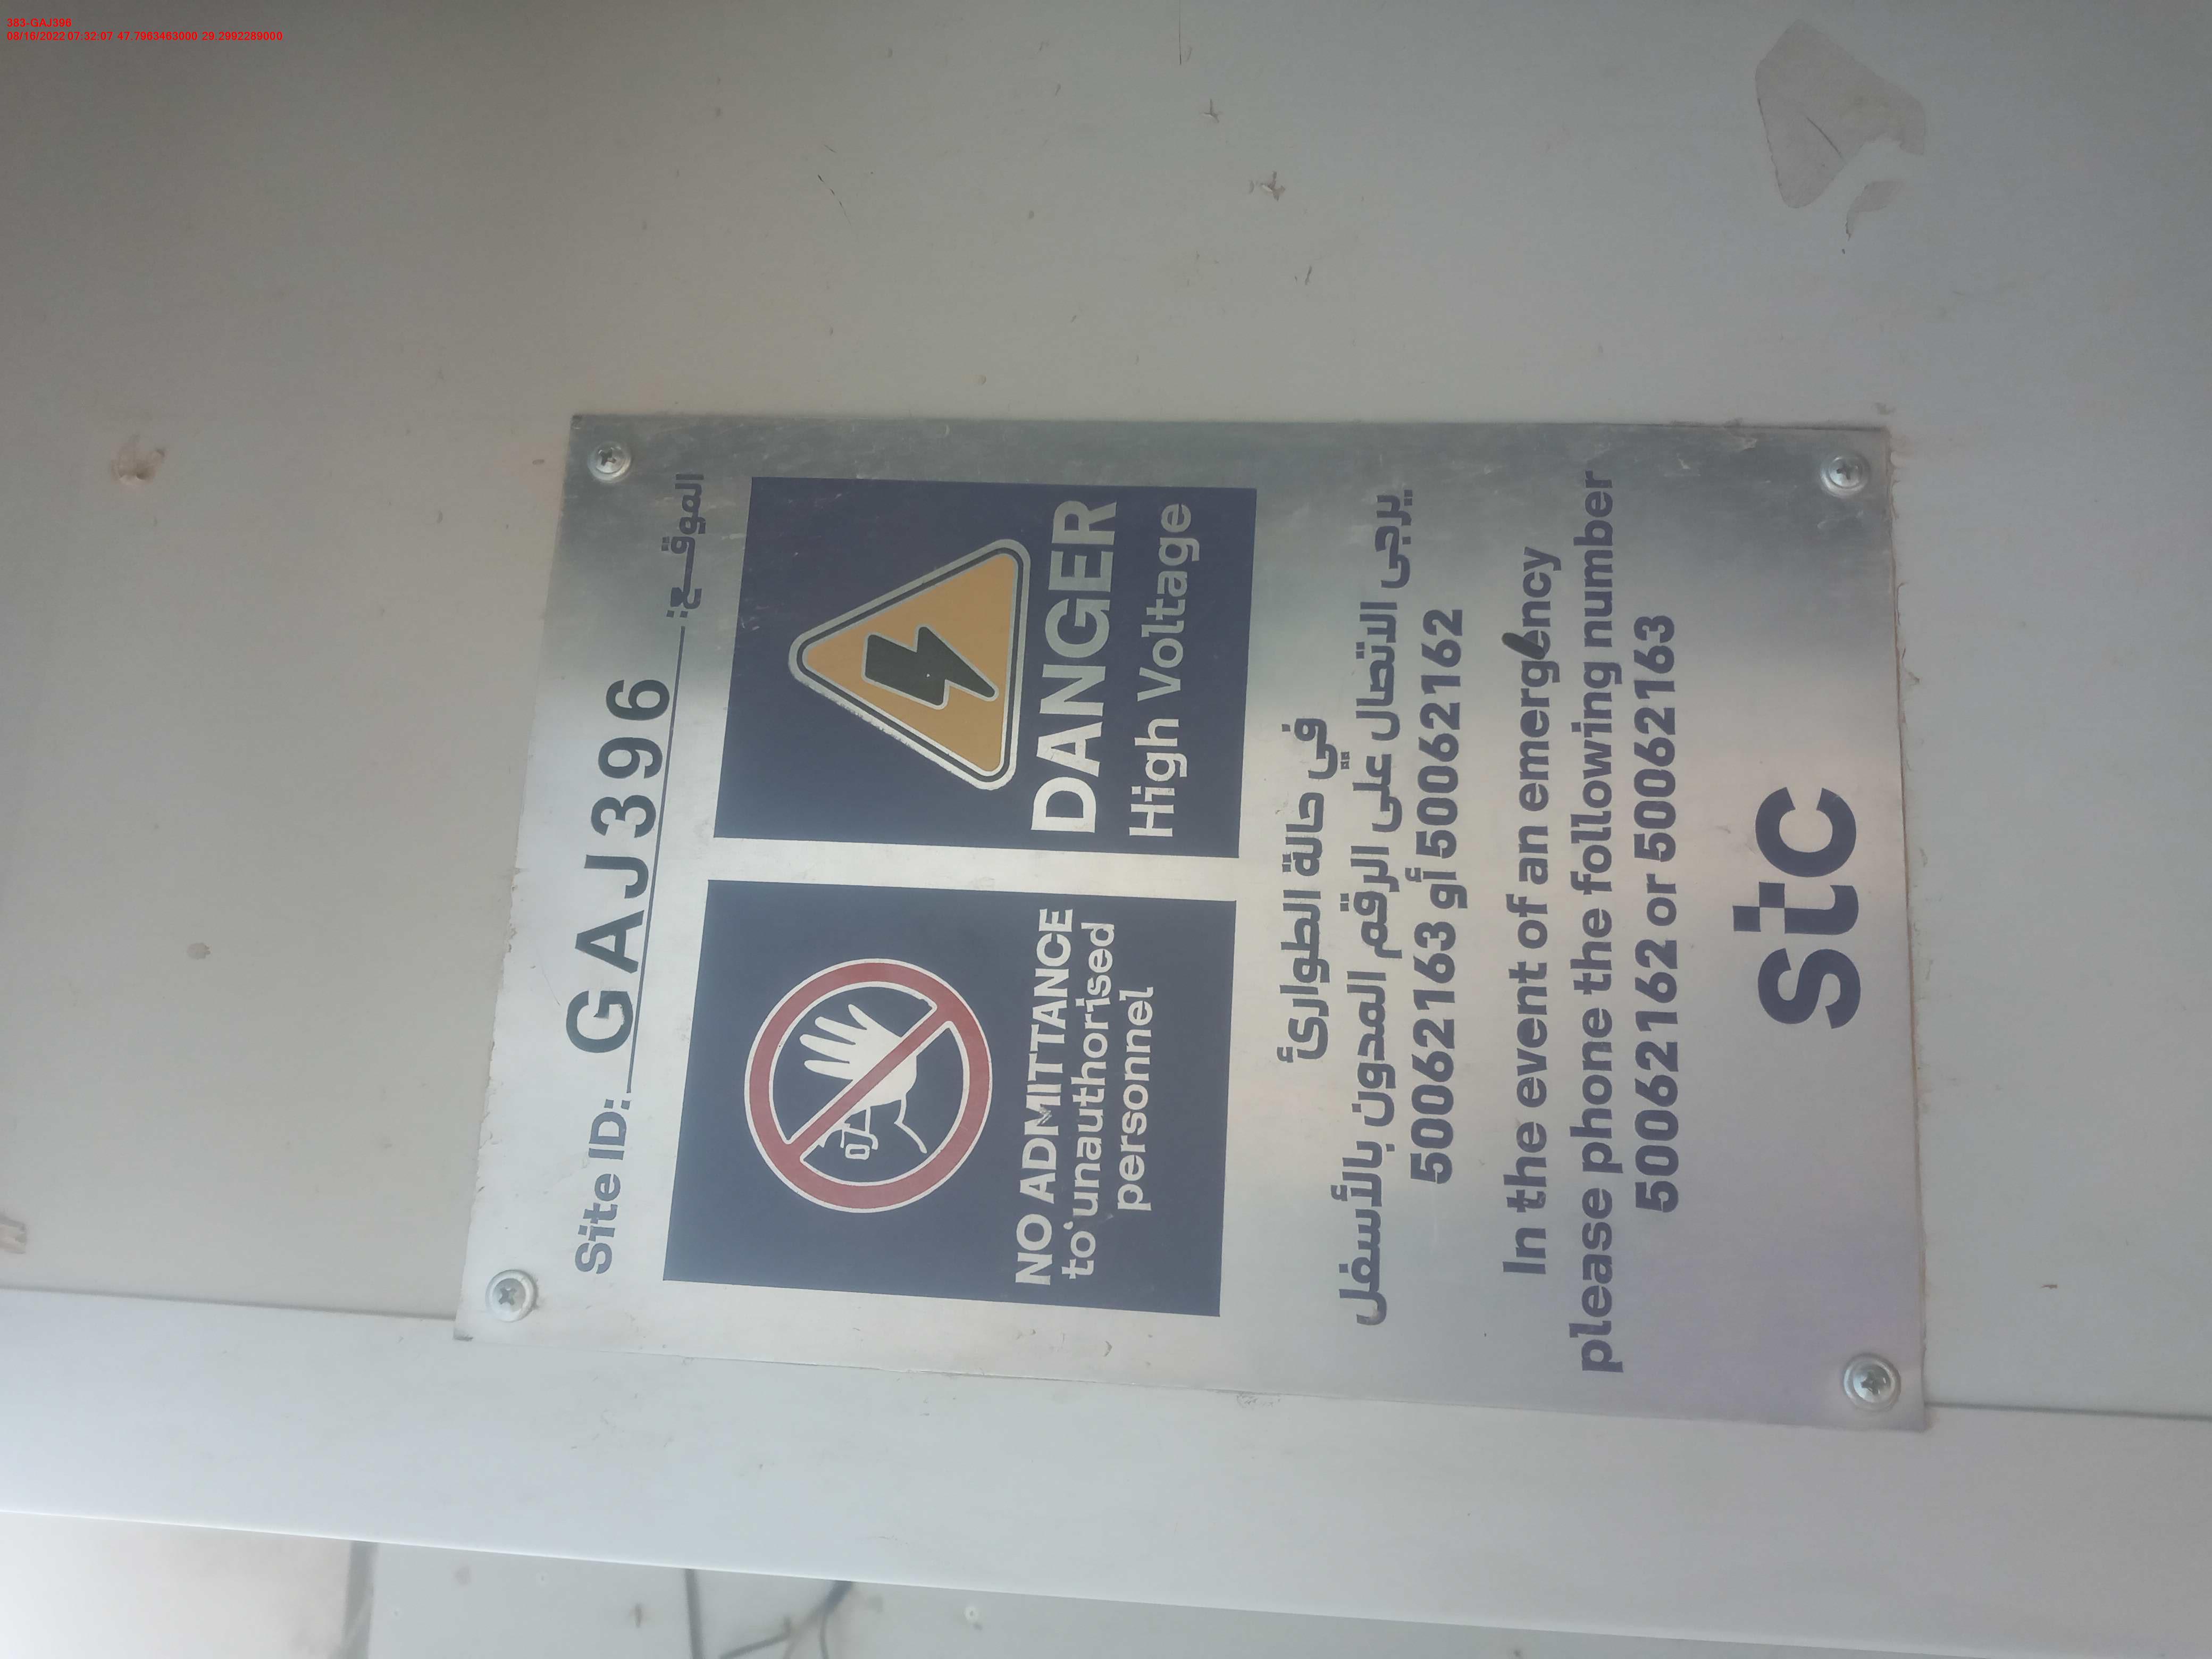 383-GAJ396
08/16/2022 07:32:07 47.7963463000 29.2992289000
Site ID: GAJ396 الموقع:
NO ADMITTANCE
to unauthorised
personnel
DANGER
High Voltage
في حالة الطوارئ
يرجى الاتصال على الرقم المدون بالأسفل
50062163 أو 50062162
In the event of an emergency
please phone the following number
50062162 or 50062163
stc